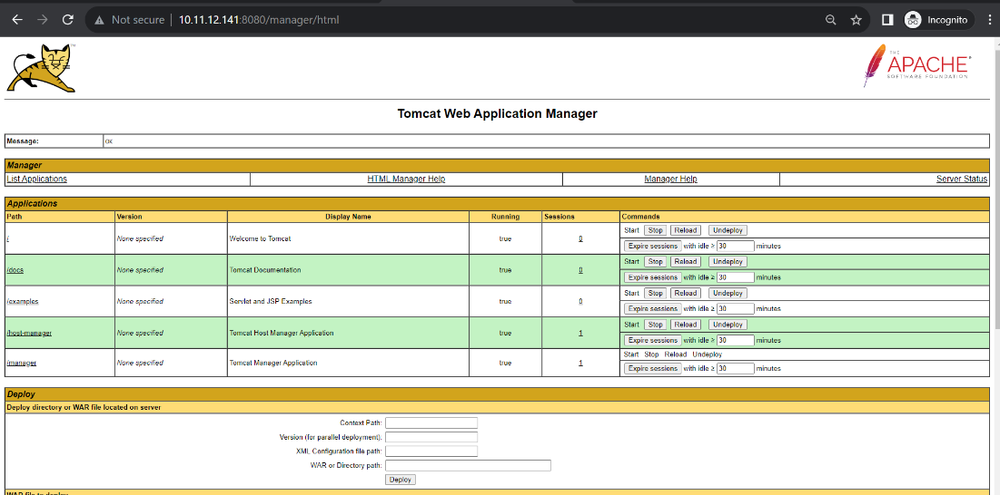 Not secure | 10.11.12.141:8080/manager/html Incognito
THE
APACHE
SOFTWARE FOUNDATION
Tomcat Web Application Manager
Message: OK
Manager
List Applications HTML Manager Help Manager Help Server Status
Applications
Path Version Display Name Running Sessions Commands
/ None specified Welcome to Tomcat true 0 Start Stop Reload Undeploy
Expire sessions with idle ≥ 30 minutes
/docs None specified Tomcat Documentation true 0 Start Stop Reload Undeploy
Expire sessions with idle ≥ 30 minutes
/examples None specified Servlet and JSP Examples true 0 Start Stop Reload Undeploy
Expire sessions with idle ≥ 30 minutes
/host-manager None specified Tomcat Host Manager Application true 1 Start Stop Reload Undeploy
Expire sessions with idle ≥ 30 minutes
/manager None specified Tomcat Manager Application true 1 Start Stop Reload Undeploy
Expire sessions with idle ≥ 30 minutes
Deploy
Deploy directory or WAR file located on server
Context Path:
Version (for parallel deployment):
XML Configuration file path:
WAR or Directory path:
Deploy
WAR file to deploy